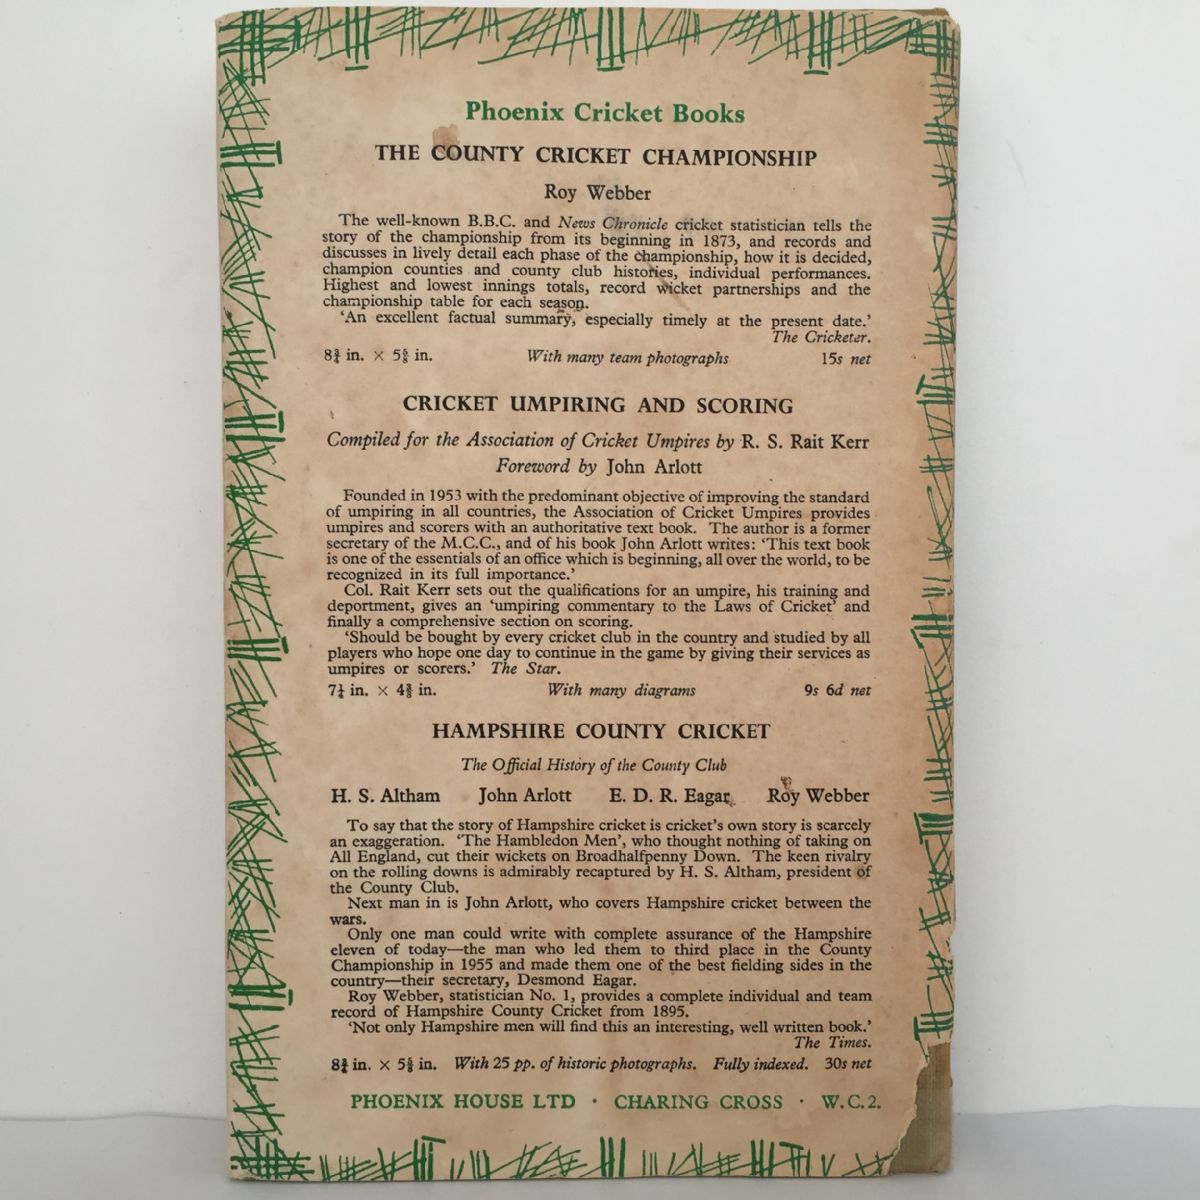 Phoenix Cricket Books
THE COUNTY CRICKET CHAMPIONSHIP
Roy Webber
The well-known B.B.C. and News Chronicle cricket statistician tells the
story of the championship from its beginning in 1873, and records and
discusses in lively detail each phase of the championship, how it is decided,
champion counties and county club histories, individual performances.
Highest and lowest innings totals, record wicket partnerships and the
championship table for each season.
'An excellent factual summary, especially timely at the present date.'
The Cricketer.
8¾ in. × 5⅝ in. With many team photographs 15s net
CRICKET UMPIRING AND SCORING
Compiled for the Association of Cricket Umpires by R. S. Rait Kerr
Foreword by John Arlott
Founded in 1953 with the predominant objective of improving the standard
of umpiring in all countries, the Association of Cricket Umpires provides
umpires and scorers with an authoritative text book. The author is a former
secretary of the M.C.C., and of his book John Arlott writes: 'This text book
is one of the essentials of an office which is beginning, all over the world, to be
recognized in its full importance.'
Col. Rait Kerr sets out the qualifications for an umpire, his training and
deportment, gives an 'umpiring commentary to the Laws of Cricket' and
finally a comprehensive section on scoring.
'Should be bought by every cricket club in the country and studied by all
players who hope one day to continue in the game by giving their services as
umpires or scorers.' The Star.
7¼ in. × 4⅜ in. With many diagrams 9s 6d net
HAMPSHIRE COUNTY CRICKET
The Official History of the County Club
H. S. Altham John Arlott E. D. R. Eagar Roy Webber
To say that the story of Hampshire cricket is cricket's own story is scarcely
an exaggeration. 'The Hambledon Men', who thought nothing of taking on
All England, cut their wickets on Broadhalfpenny Down. The keen rivalry
on the rolling downs is admirably recaptured by H. S. Altham, president of
the County Club.
Next man in is John Arlott, who covers Hampshire cricket between the
wars.
Only one man could write with complete assurance of the Hampshire
eleven of today—the man who led them to third place in the County
Championship in 1955 and made them one of the best fielding sides in the
country—their secretary, Desmond Eagar.
Roy Webber, statistician No. 1, provides a complete individual and team
record of Hampshire County Cricket from 1895.
'Not only Hampshire men will find this an interesting, well written book.'
The Times.
8¾ in. × 5⅝ in. With 25 pp. of historic photographs. Fully indexed. 30s net
PHOENIX HOUSE LTD · CHARING CROSS · W.C.2.